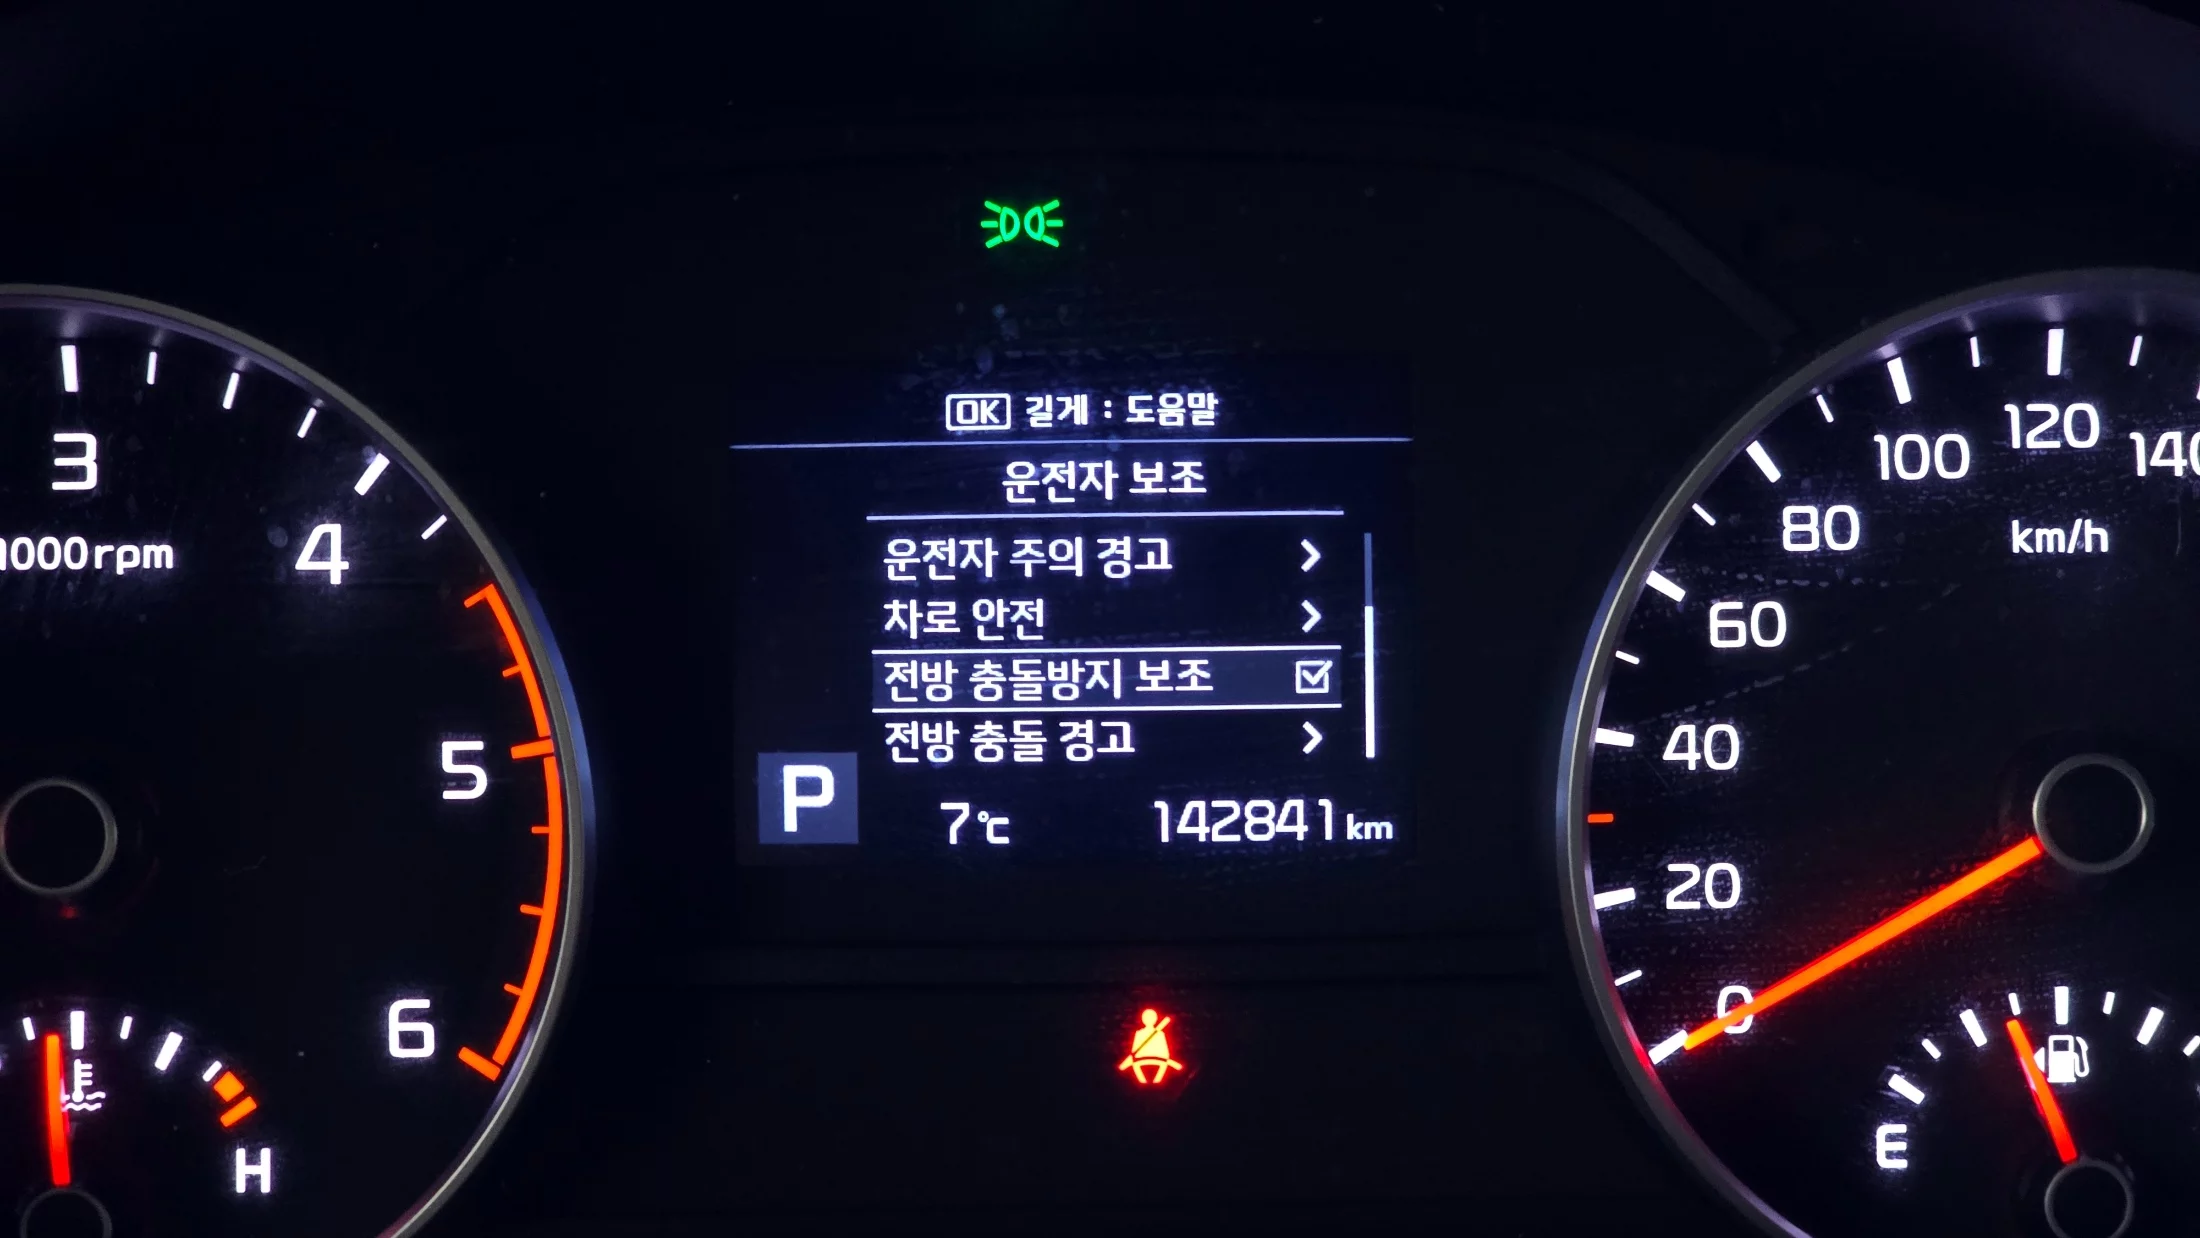 OK 길게 : 도움말
운전자 보조
운전자 주의 경고
차로 안전
전방 충돌방지 보조
전방 충돌 경고
P
7℃
142841 km
3
4
5
6
1000rpm
H
0
20
40
60
80
100
120
140
km/h
E